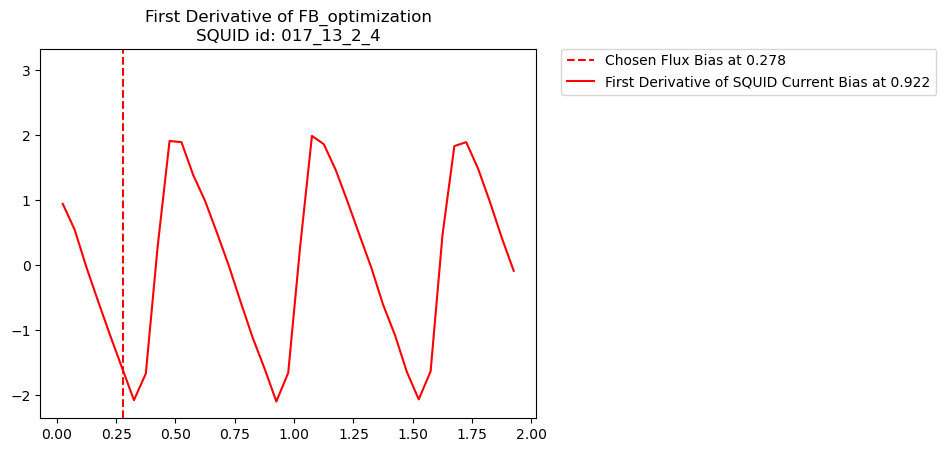 First Derivative of FB_optimization
SQUID id: 017_13_2_4
Chosen Flux Bias at 0.278
First Derivative of SQUID Current Bias at 0.922
3
2
1
0
−1
−2
0.00 0.25 0.50 0.75 1.00 1.25 1.50 1.75 2.00